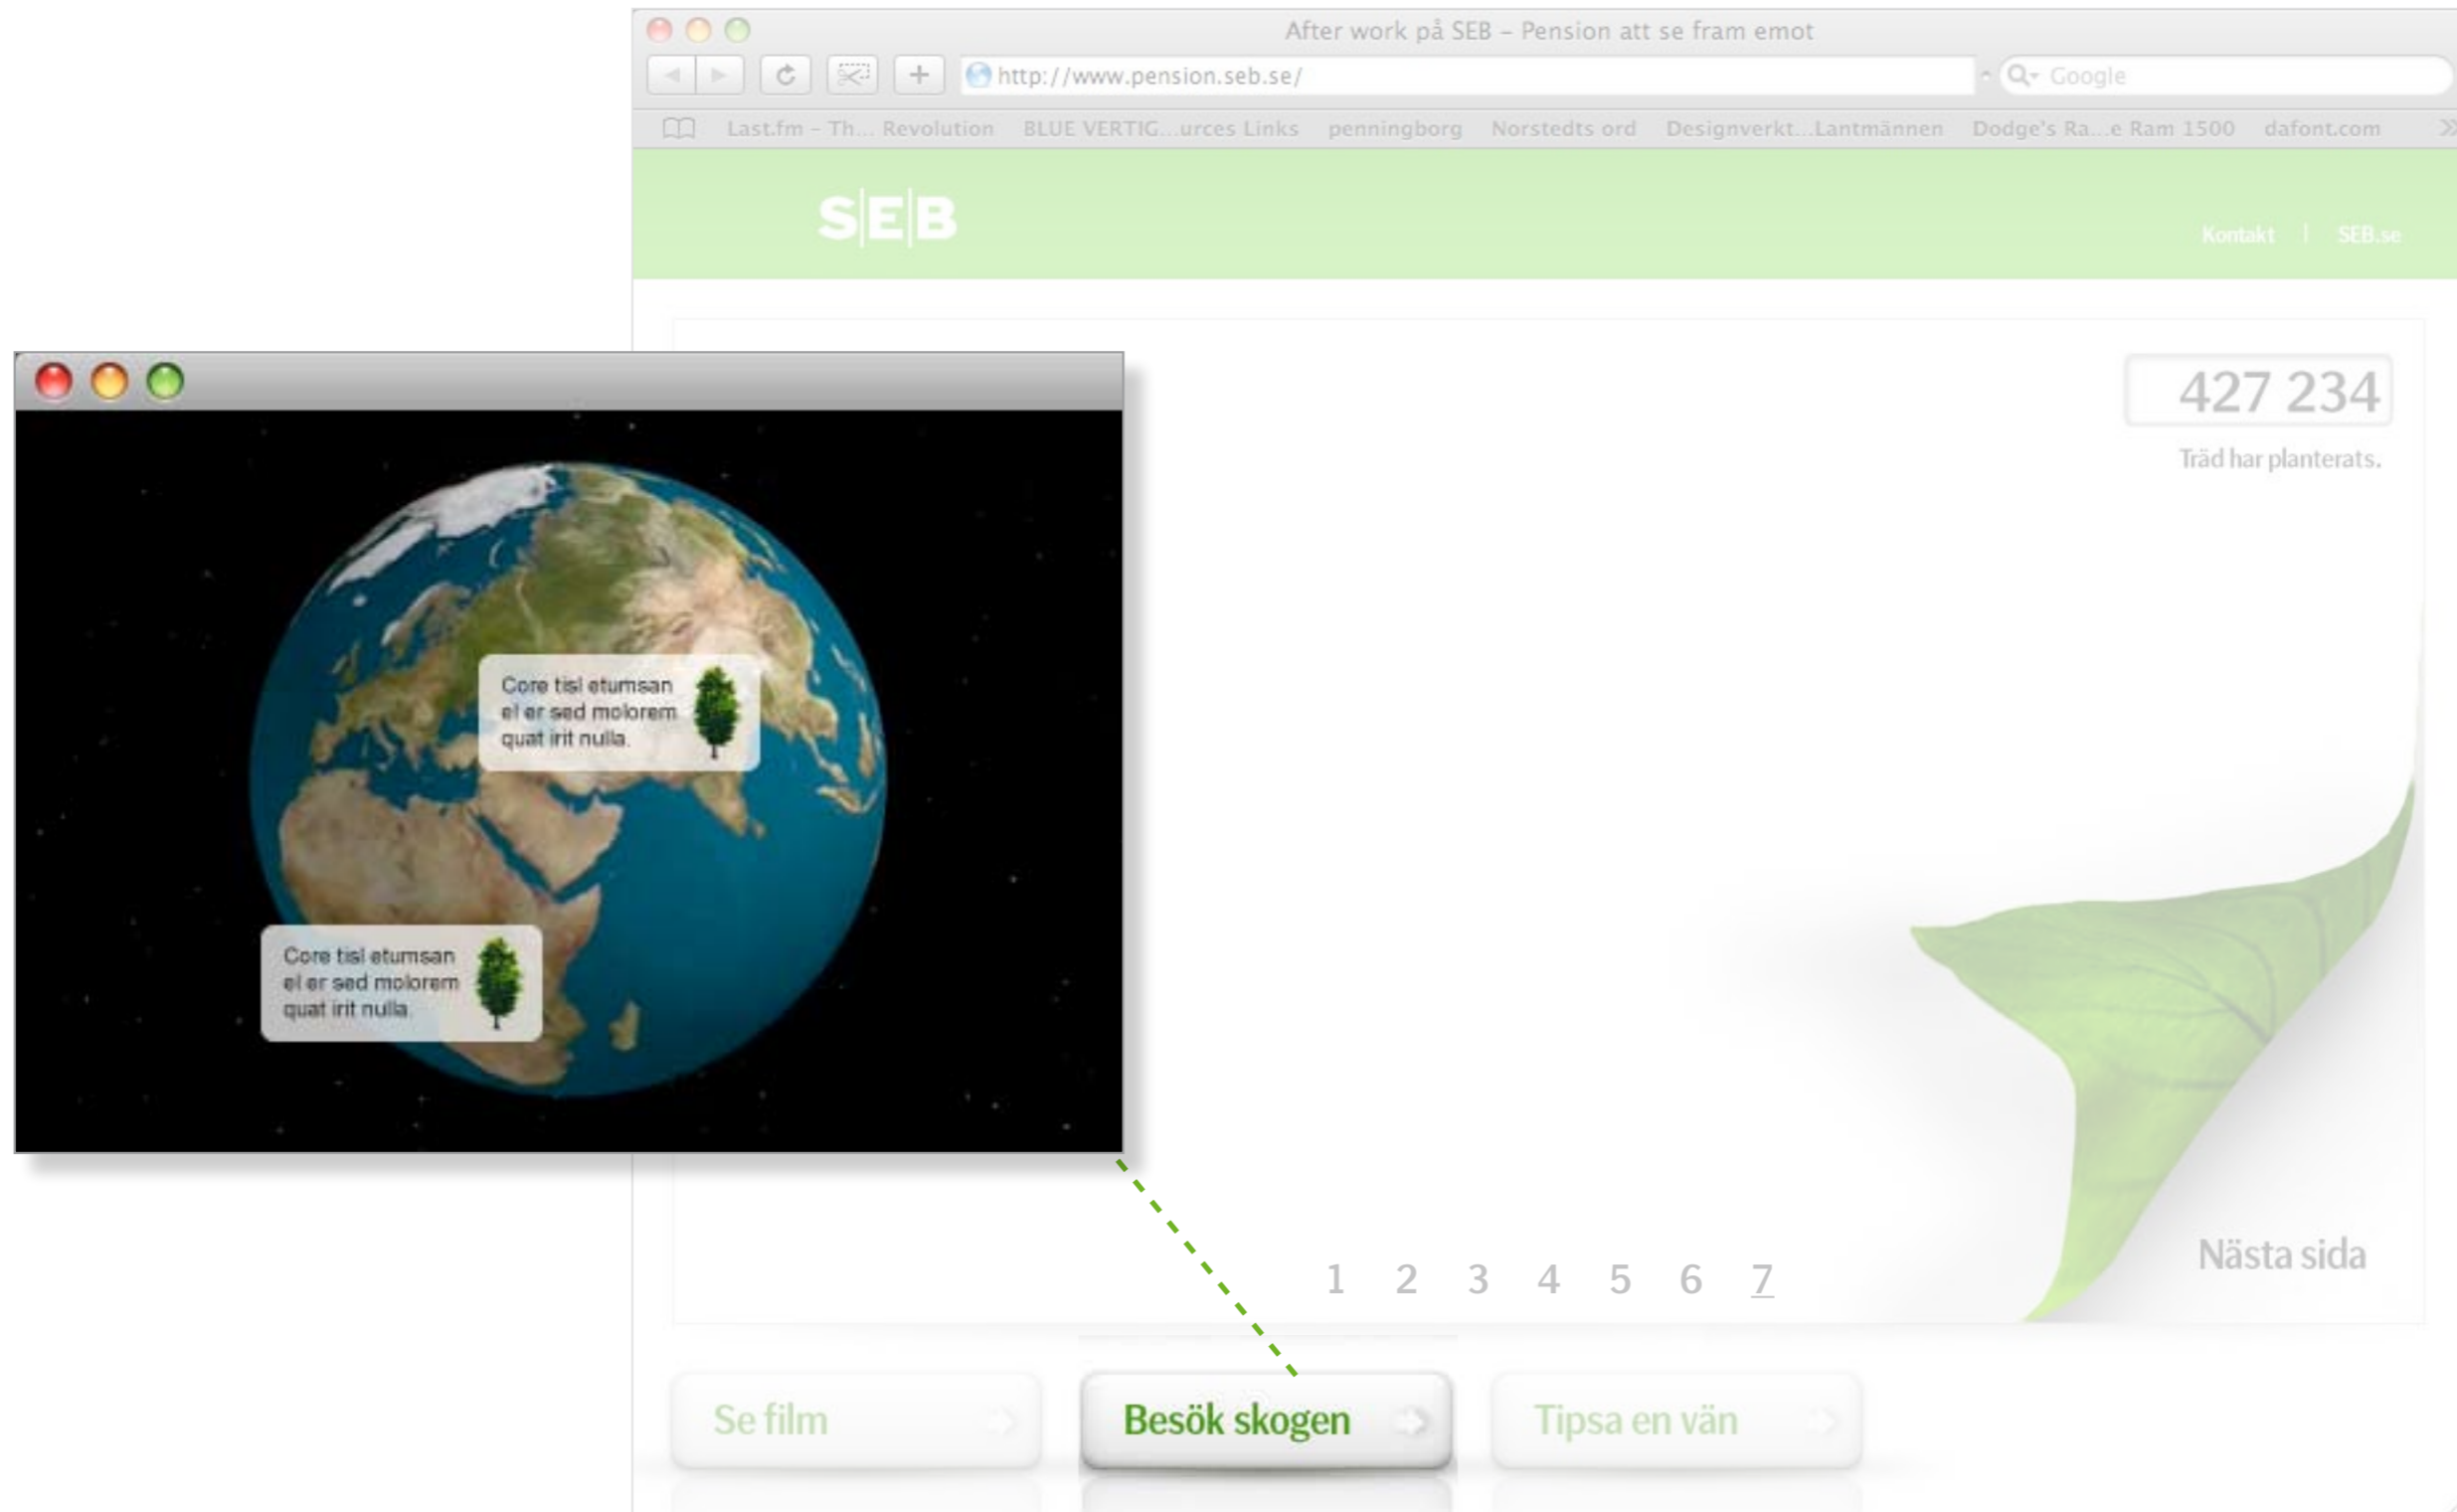 After work på SEB – Pension att se fram emot
http://www.pension.seb.se/
Google
Last.fm – Th... Revolution BLUE VERTIG...urces Links penningborg Norstedts ord Designverkt...Lantmännen Dodge's Ra...e Ram 1500 dafont.com »
S|E|B
Kontakt | SEB.se
427 234
Träd har planterats.
Core tisl etumsan
el er sed molorem
quat irit nulla.
Core tisl etumsan
el er sed molorem
quat irit nulla.
Nästa sida
1 2 3 4 5 6 7
Se film
Besök skogen
Tipsa en vän